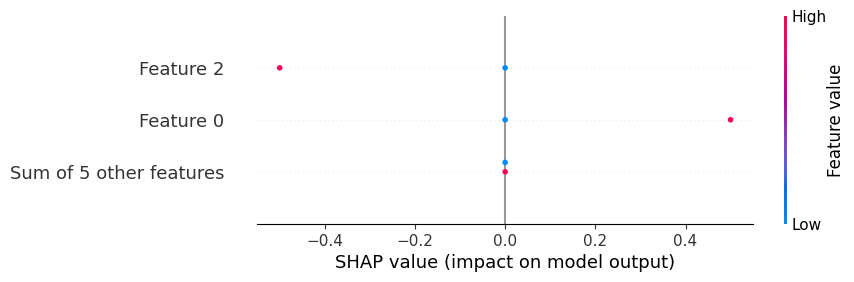 High
Feature 2
Feature 0
Sum of 5 other features
Feature value
Low
−0.4 −0.2 0.0 0.2 0.4
SHAP value (impact on model output)